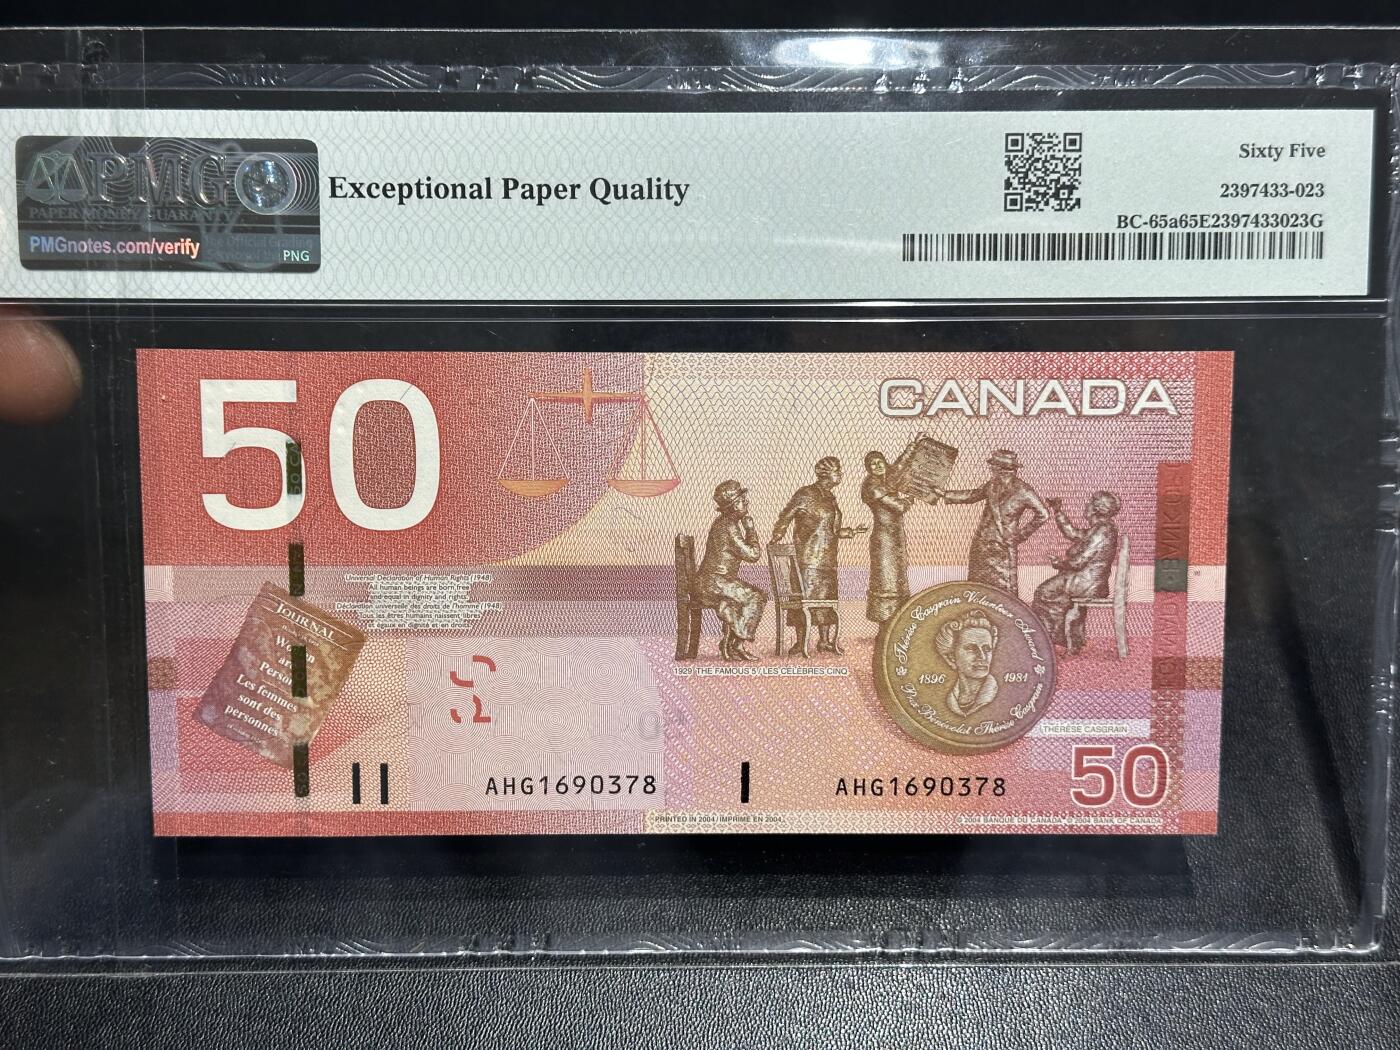 PMG
PAPER MONEY GUARANTY
PMGnotes.com/verify
PNG
Exceptional Paper Quality
Sixty Five
2397433-023
BC-65a65E2397433023G
50
CANADA
Universal Declaration of Human Rights (1948)
All human beings are born free
and equal in dignity and rights.
Déclaration universelle des droits de l'homme (1948)
les êtres humains naissent libres
et égaux en dignité et en droits
JOURNAL
Women
are
Persons
Les femmes
sont des
personnes
1929 THE FAMOUS 5 / LES CÉLÈBRES CINQ
Thérèse Casgrain Volunteer Award
1896 1981
Prix Bénévolat Thérèse Casgrain
THÉRÈSE CASGRAIN
AHG1690378
AHG1690378
50
PRINTED IN 2004 / IMPRIMÉ EN 2004
© 2004 BANQUE DU CANADA © 2004 BANK OF CANADA